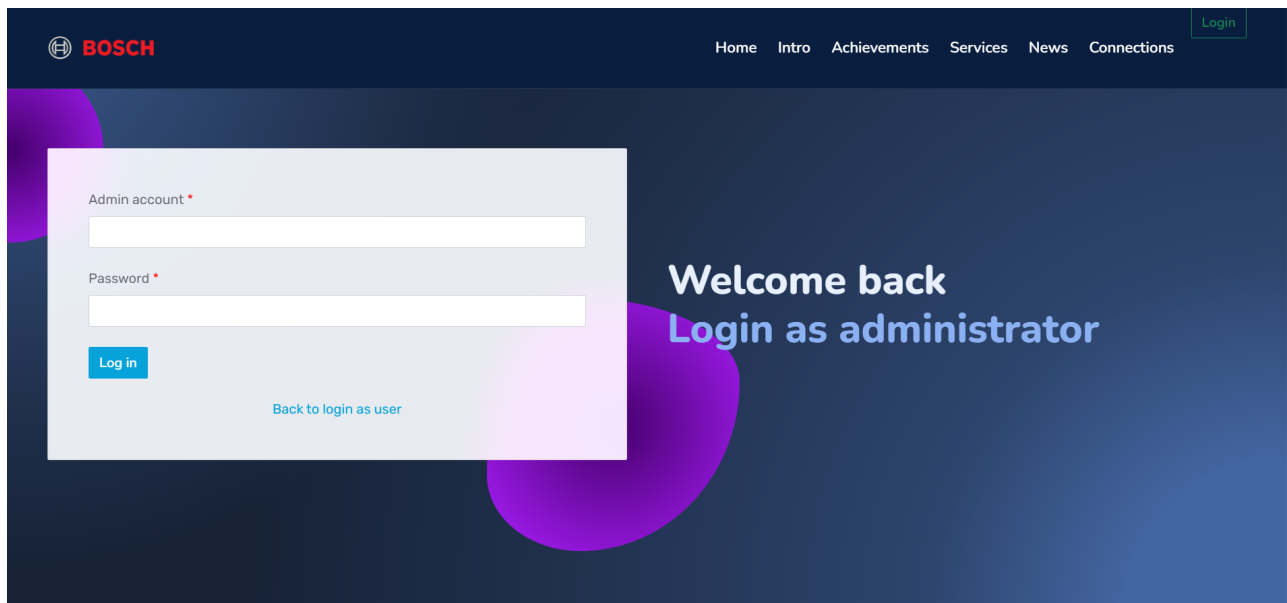 Login
BOSCH
Home Intro Achievements Services News Connections
Admin account *
Password *
Log in
Back to login as user
Welcome back
Login as administrator